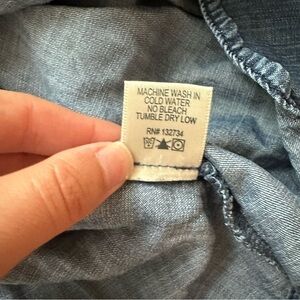 MACHINE WASH IN
COLD WATER
NO BLEACH
TUMBLE DRY LOW
RN# 132734